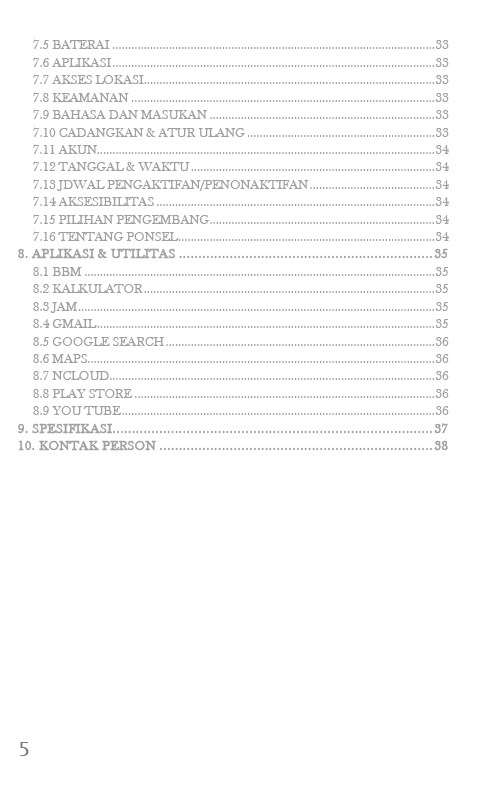 7.5 BATERAI ........................................................................................................33
7.6 APLIKASI........................................................................................................33
7.7 AKSES LOKASI..............................................................................................33
7.8 KEAMANAN ..................................................................................................33
7.9 BAHASA DAN MASUKAN ..........................................................................33
7.10 CADANGKAN & ATUR ULANG ..............................................................33
7.11 AKUN............................................................................................................34
7.12 TANGGAL & WAKTU................................................................................34
7.13 JDWAL PENGAKTIFAN/PENONAKTIFAN..........................................34
7.14 AKSESIBILITAS ..........................................................................................34
7.15 PILIHAN PENGEMBANG..........................................................................34
7.16 TENTANG PONSEL....................................................................................34
8. APLIKASI & UTILITAS ................................................................35
8.1 BBM ................................................................................................................35
8.2 KALKULATOR..............................................................................................35
8.3 JAM..................................................................................................................35
8.4 GMAIL.............................................................................................................35
8.5 GOOGLE SEARCH........................................................................................36
8.6 MAPS................................................................................................................36
8.7 NCLOUD.........................................................................................................36
8.8 PLAY STORE .................................................................................................36
8.9 YOU TUBE.....................................................................................................36
9. SPESIFIKASI..................................................................................37
10. KONTAK PERSON .....................................................................38
5